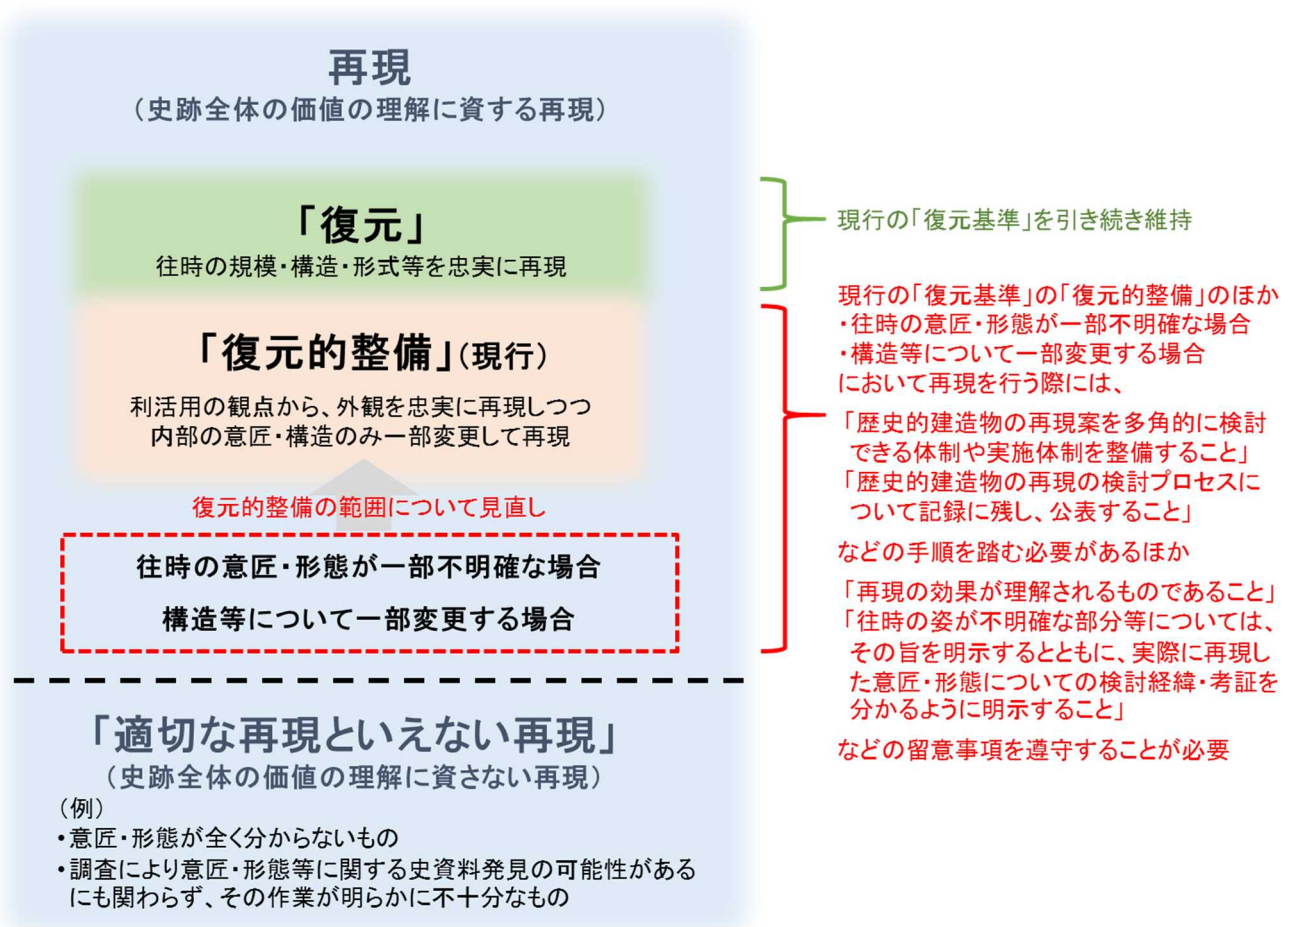 再現
（史跡全体の価値の理解に資する再現）
「復元」
往時の規模・構造・形式等を忠実に再現
「復元的整備」（現行）
利活用の観点から、外観を忠実に再現しつつ
内部の意匠・構造のみ一部変更して再現
復元的整備の範囲について見直し
往時の意匠・形態が一部不明確な場合
構造等について一部変更する場合
「適切な再現といえない再現」
（史跡全体の価値の理解に資さない再現）
（例）
・意匠・形態が全く分からないもの
・調査により意匠・形態等に関する史資料発見の可能性がある
にも関わらず、その作業が明らかに不十分なもの
現行の「復元基準」を引き続き維持
現行の「復元基準」の「復元的整備」のほか
・往時の意匠・形態が一部不明確な場合
・構造等について一部変更する場合
において再現を行う際には、
「歴史的建造物の再現案を多角的に検討
できる体制や実施体制を整備すること」
「歴史的建造物の再現の検討プロセスに
ついて記録に残し、公表すること」
などの手順を踏む必要があるほか
「再現の効果が理解されるものであること」
「往時の姿が不明確な部分等については、
その旨を明示するとともに、実際に再現し
た意匠・形態についての検討経緯・考証を
分かるように明示すること」
などの留意事項を遵守することが必要